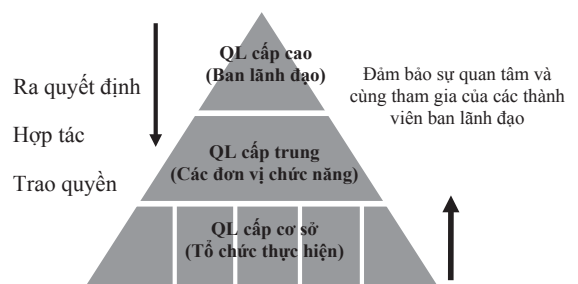 QL cấp cao
(Ban lãnh đạo)
Ra quyết định
Hợp tác
Trao quyền
Đảm bảo sự quan tâm và
cùng tham gia của các thành
viên ban lãnh đạo
QL cấp trung
(Các đơn vị chức năng)
QL cấp cơ sở
(Tổ chức thực hiện)